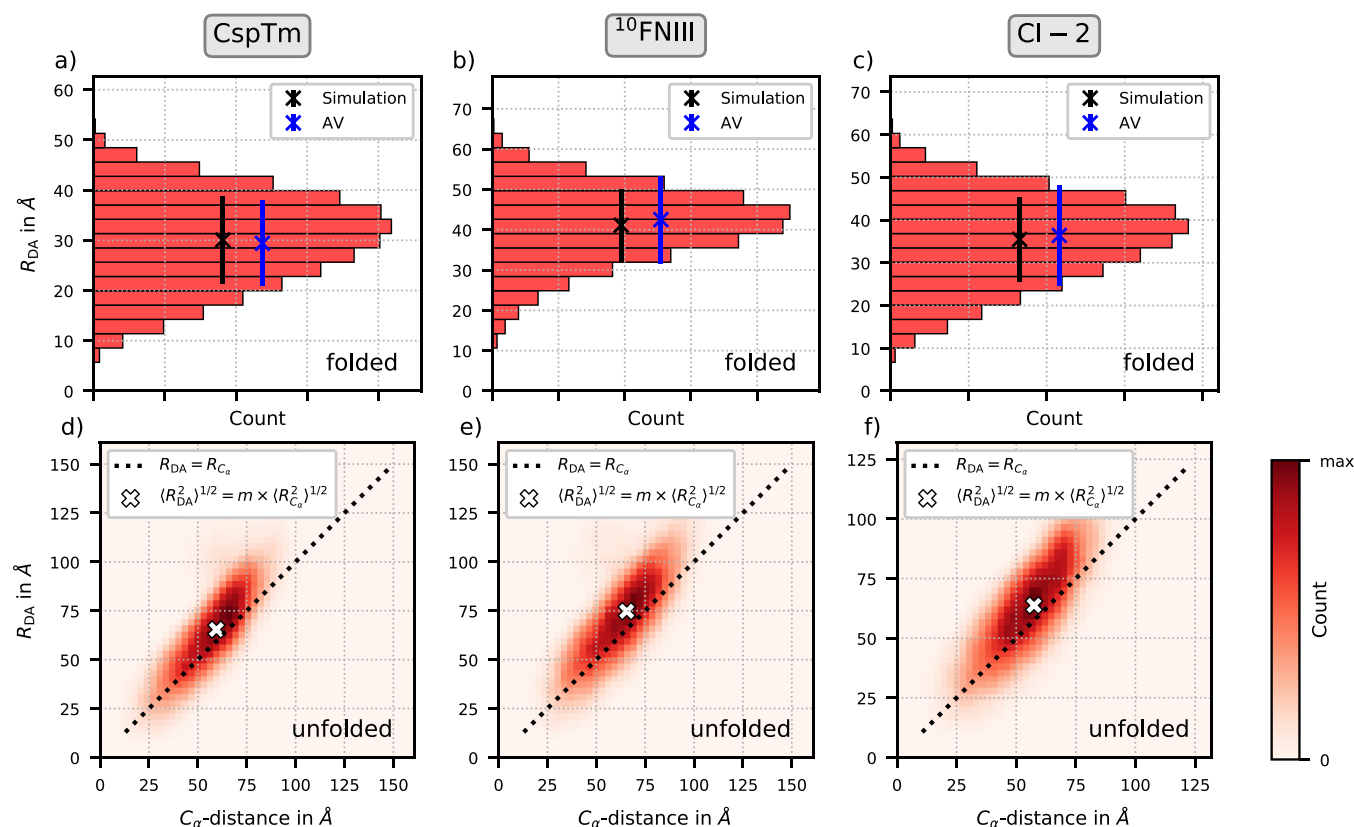 CspTm
¹⁰FNIII
CI − 2
a)
b)
c)
60
50
40
30
20
10
0
R_DA in Å
Simulation
AV
folded
Count
70
60
50
40
30
20
10
0
Simulation
AV
folded
Count
70
60
50
40
30
20
10
0
Simulation
AV
folded
Count
d)
e)
f)
150
125
100
75
50
25
0
R_DA in Å
R_DA = R_Cα
⟨R²_DA⟩^1/2 = m × ⟨R²_Cα⟩^1/2
unfolded
0 25 50 75 100 125 150
Cα-distance in Å
150
125
100
75
50
25
0
R_DA = R_Cα
⟨R²_DA⟩^1/2 = m × ⟨R²_Cα⟩^1/2
unfolded
0 25 50 75 100 125 150
Cα-distance in Å
125
100
75
50
25
0
R_DA = R_Cα
⟨R²_DA⟩^1/2 = m × ⟨R²_Cα⟩^1/2
unfolded
0 25 50 75 100 125
Cα-distance in Å
max
Count
0